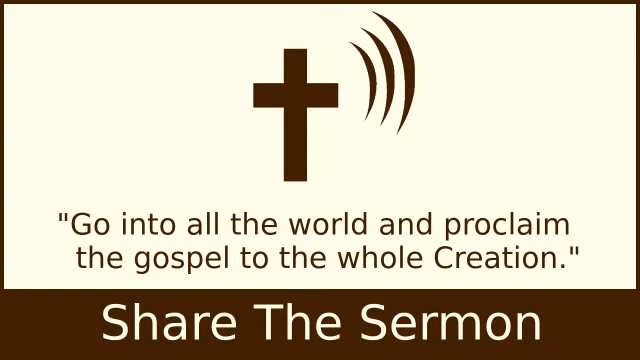 "Go into all the world and proclaim
the gospel to the whole Creation."
Share The Sermon